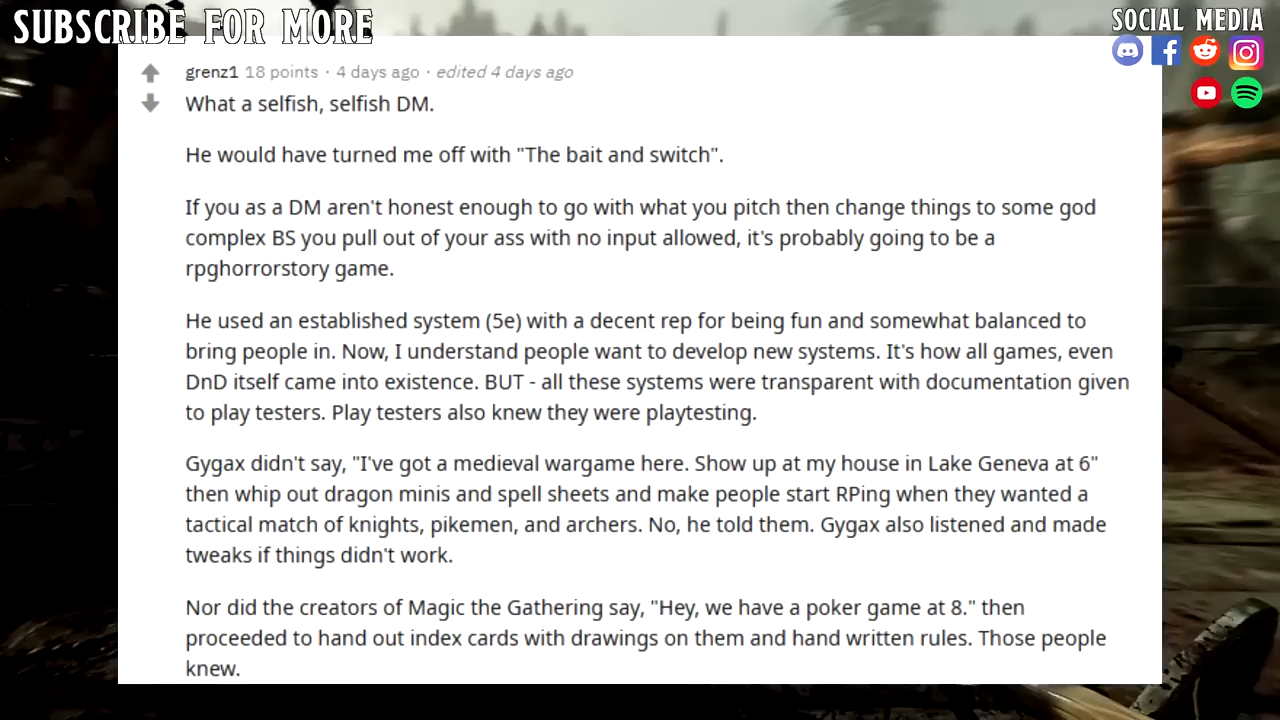 SUBSCRIBE FOR MORE
SOCIAL MEDIA
grenz1 18 points · 4 days ago · edited 4 days ago
What a selfish, selfish DM.
He would have turned me off with "The bait and switch".
If you as a DM aren't honest enough to go with what you pitch then change things to some god
complex BS you pull out of your ass with no input allowed, it's probably going to be a
rpghorrorstory game.
He used an established system (5e) with a decent rep for being fun and somewhat balanced to
bring people in. Now, I understand people want to develop new systems. It's how all games, even
DnD itself came into existence. BUT - all these systems were transparent with documentation given
to play testers. Play testers also knew they were playtesting.
Gygax didn't say, "I've got a medieval wargame here. Show up at my house in Lake Geneva at 6"
then whip out dragon minis and spell sheets and make people start RPing when they wanted a
tactical match of knights, pikemen, and archers. No, he told them. Gygax also listened and made
tweaks if things didn't work.
Nor did the creators of Magic the Gathering say, "Hey, we have a poker game at 8." then
proceeded to hand out index cards with drawings on them and hand written rules. Those people
knew.